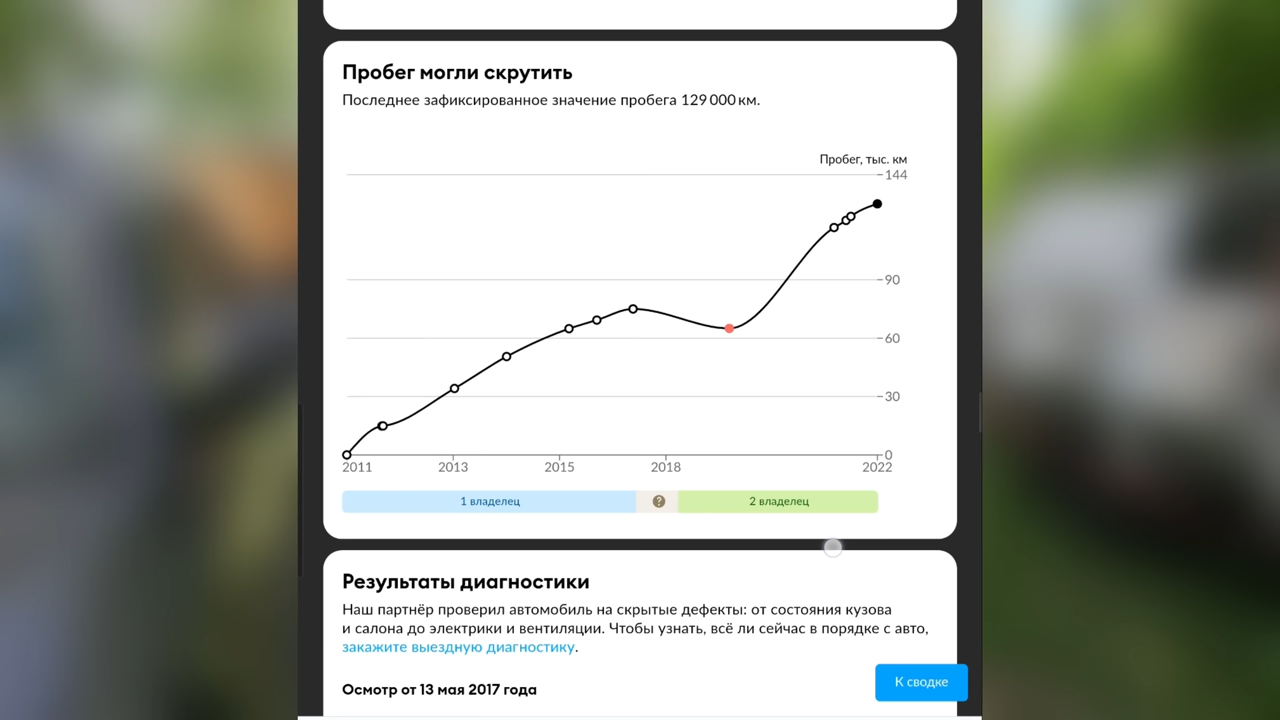 Пробег могли скрутить
Последнее зафиксированное значение пробега 129 000 км.
Пробег, тыс. км
144
90
60
30
0
2011 2013 2015 2018 2022
1 владелец ? 2 владелец
Результаты диагностики
Наш партнёр проверил автомобиль на скрытые дефекты: от состояния кузова
и салона до электрики и вентиляции. Чтобы узнать, всё ли сейчас в порядке с авто,
закажите выездную диагностику.
К сводке
Осмотр от 13 мая 2017 года